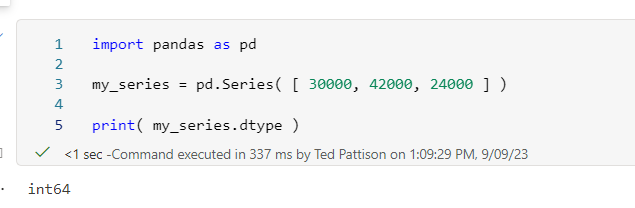 1 import pandas as pd
2
3 my_series = pd.Series( [ 30000, 42000, 24000 ] )
4
5 print( my_series.dtype )
<1 sec -Command executed in 337 ms by Ted Pattison on 1:09:29 PM, 9/09/23
int64